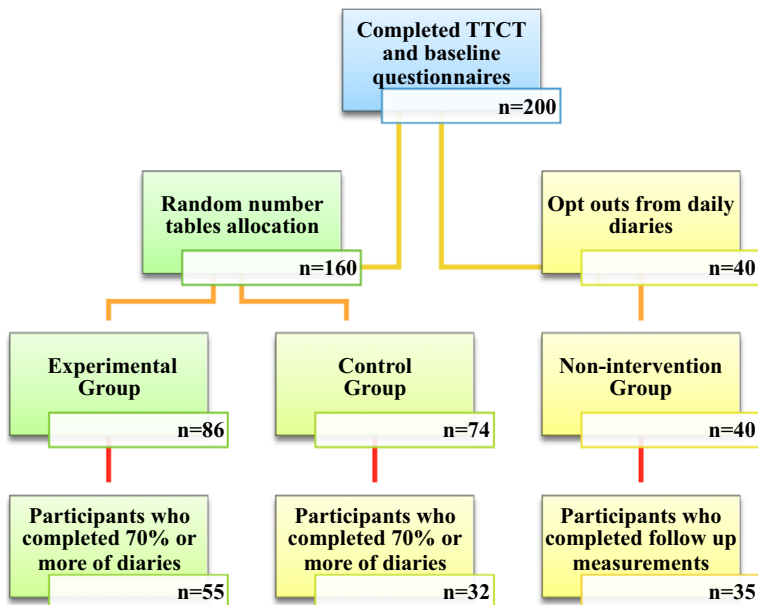 Completed TTCT
and baseline
questionnaires
n=200
Random number
tables allocation
n=160
Opt outs from daily
diaries
n=40
Experimental
Group
n=86
Control
Group
n=74
Non-intervention
Group
n=40
Participants who
completed 70% or
more of diaries
n=55
Participants who
completed 70% or
more of diaries
n=32
Participants who
completed follow up
measurements
n=35